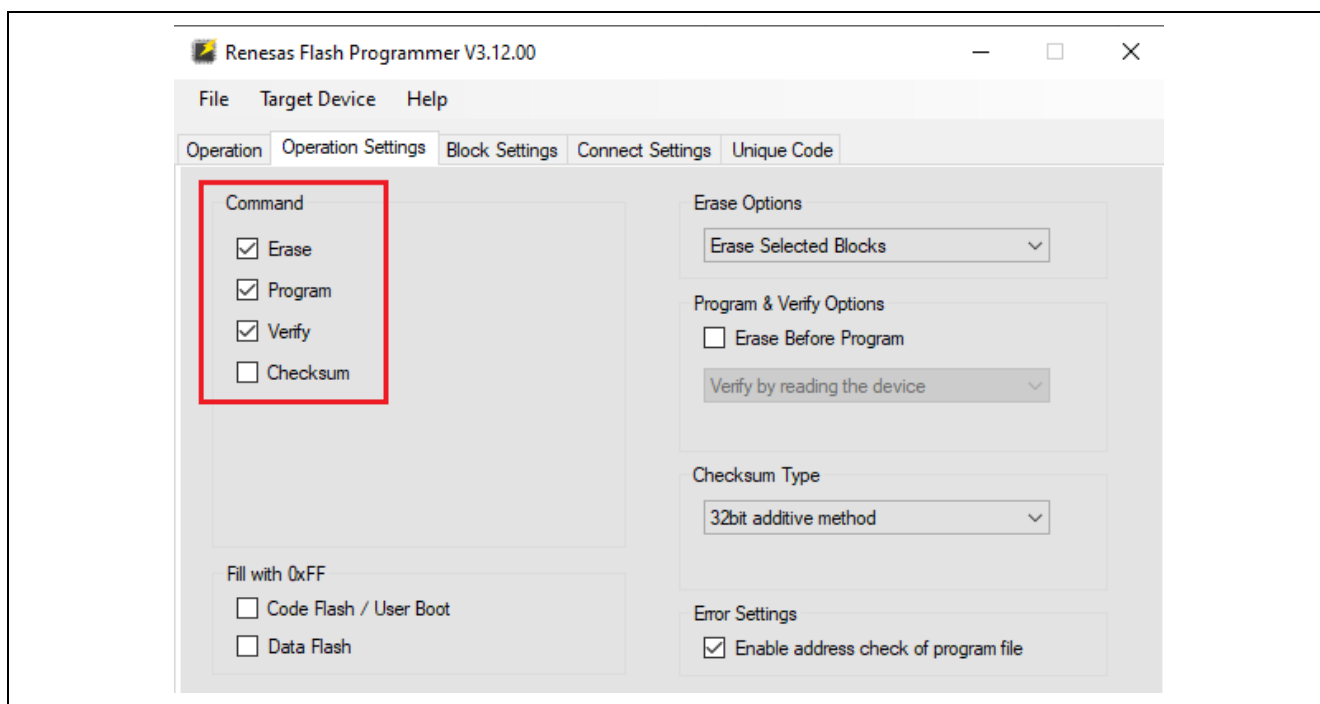 Renesas Flash Programmer V3.12.00
File Target Device Help
Operation Operation Settings Block Settings Connect Settings Unique Code
Command
Erase
Program
Verify
Checksum
Fill with 0xFF
Code Flash / User Boot
Data Flash
Erase Options
Erase Selected Blocks
Program & Verify Options
Erase Before Program
Verify by reading the device
Checksum Type
32bit additive method
Error Settings
Enable address check of program file